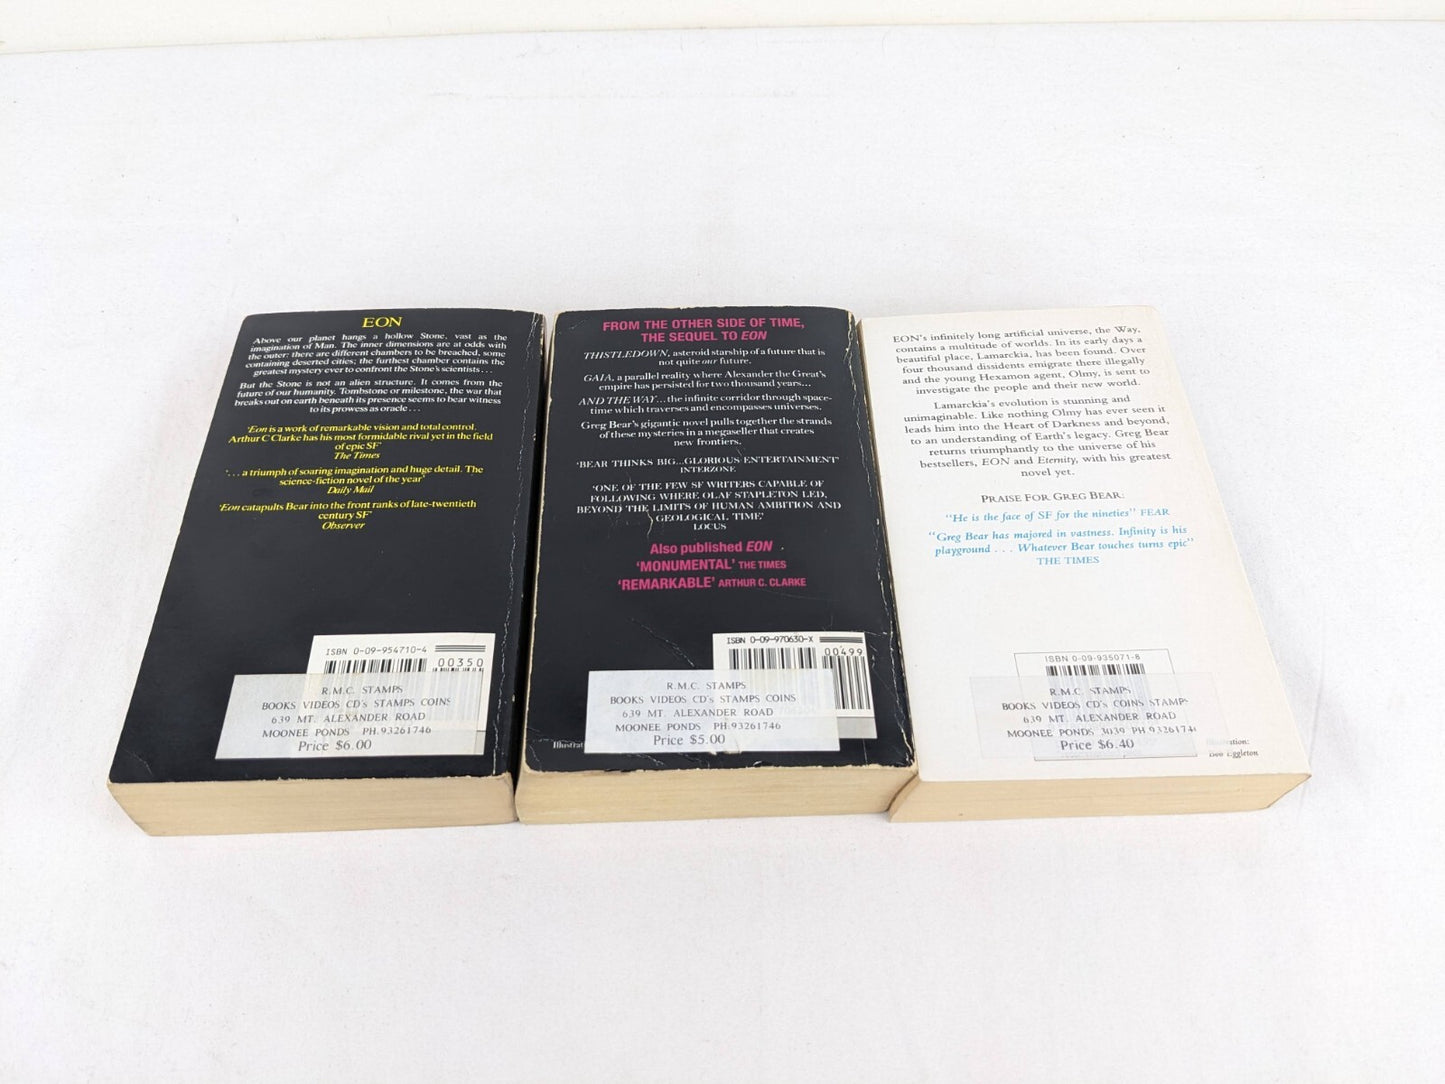 EON
Above our planet hangs a hollow Stone, vast as the
imagination of Man. The inner dimensions are at odds with
the outer: there are different chambers to be breached, some
containing deserted cities; the furthest chamber contains the
greatest mystery ever to confront the Stone's scientists . . .
But the Stone is not an alien structure. It comes from the
future of our humanity. Tombstone or milestone, the war that
breaks out on earth beneath its presence seems to bear witness
to its prowess as oracle . . .
'Eon is a work of remarkable vision and total control.
Arthur C Clarke has his most formidable rival yet in the field
of epic SF'
The Times
'. . . a triumph of soaring imagination and huge detail. The
science-fiction novel of the year'
Daily Mail
'Eon catapults Bear into the front ranks of late-twentieth
century SF'
Observer
ISBN 0-09-954710-4
00350
R.M.C. STAMPS
BOOKS VIDEOS CD's STAMPS COINS
639 MT. ALEXANDER ROAD
MOONEE PONDS PH:93261746
Price $6.00
FROM THE OTHER SIDE OF TIME,
THE SEQUEL TO EON
THISTLEDOWN, asteroid starship of a future that is
not quite our future.
GAIA, a parallel reality where Alexander the Great's
empire has persisted for two thousand years...
AND THE WAY...the infinite corridor through space-
time which traverses and encompasses universes.
Greg Bear's gigantic novel pulls together the strands
of these mysteries in a megaseller that creates
new frontiers.
'BEAR THINKS BIG...GLORIOUS ENTERTAINMENT'
INTERZONE
'ONE OF THE FEW SF WRITERS CAPABLE OF
FOLLOWING WHERE OLAF STAPLETON LED,
BEYOND THE LIMITS OF HUMAN AMBITION AND
GEOLOGICAL TIME'
LOCUS
Also published EON
'MONUMENTAL' THE TIMES
'REMARKABLE' ARTHUR C. CLARKE
ISBN 0-09-970630-X
00499
R.M.C. STAMPS
BOOKS VIDEOS CD's STAMPS COINS
639 MT. ALEXANDER ROAD
MOONEE PONDS PH:93261746
Price $5.00
EON's infinitely long artificial universe, the Way,
contains a multitude of worlds. In its early days a
beautiful place, Lamarckia, has been found. Over
four thousand dissidents emigrate there illegally
and the young Hexamon agent, Olmy, is sent to
investigate the people and their new world.
Lamarckia's evolution is stunning and
unimaginable. Like nothing Olmy has ever seen it
leads him into the Heart of Darkness and beyond,
to an understanding of Earth's legacy. Greg Bear
returns triumphantly to the universe of his
bestsellers, EON and Eternity, with his greatest
novel yet.
PRAISE FOR GREG BEAR:
"He is the face of SF for the nineties" FEAR
"Greg Bear has majored in vastness. Infinity is his
playground . . . Whatever Bear touches turns epic"
THE TIMES
ISBN 0-09-935071-8
R.M.C. STAMPS
BOOKS VIDEOS CD's STAMPS COINS
639 MT. ALEXANDER ROAD
MOONEE PONDS 3039 PH 93261746
Price $6.40
Illustration:
Bob Eggleton